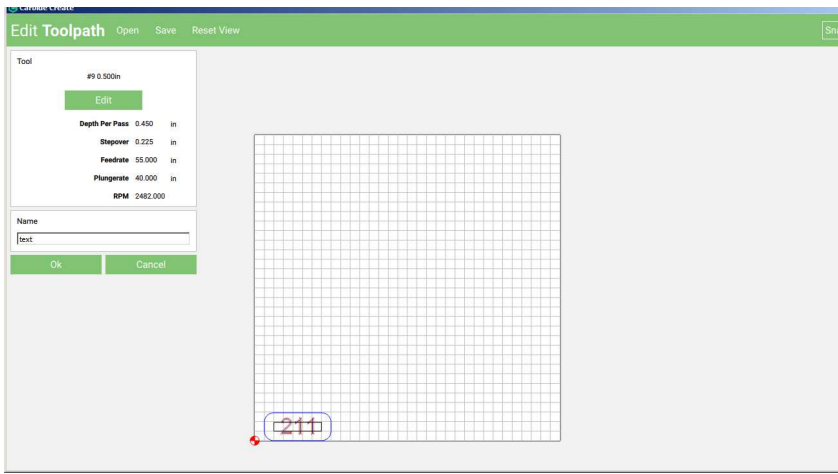 Carbide Create
Edit Toolpath Open Save Reset View
Tool
#9 0.500in
Edit
Depth Per Pass 0.450 in
Stepover 0.225 in
Feedrate 55.000 in
Plungerate 40.000 in
RPM 2482.000
Name
text
Ok Cancel
211